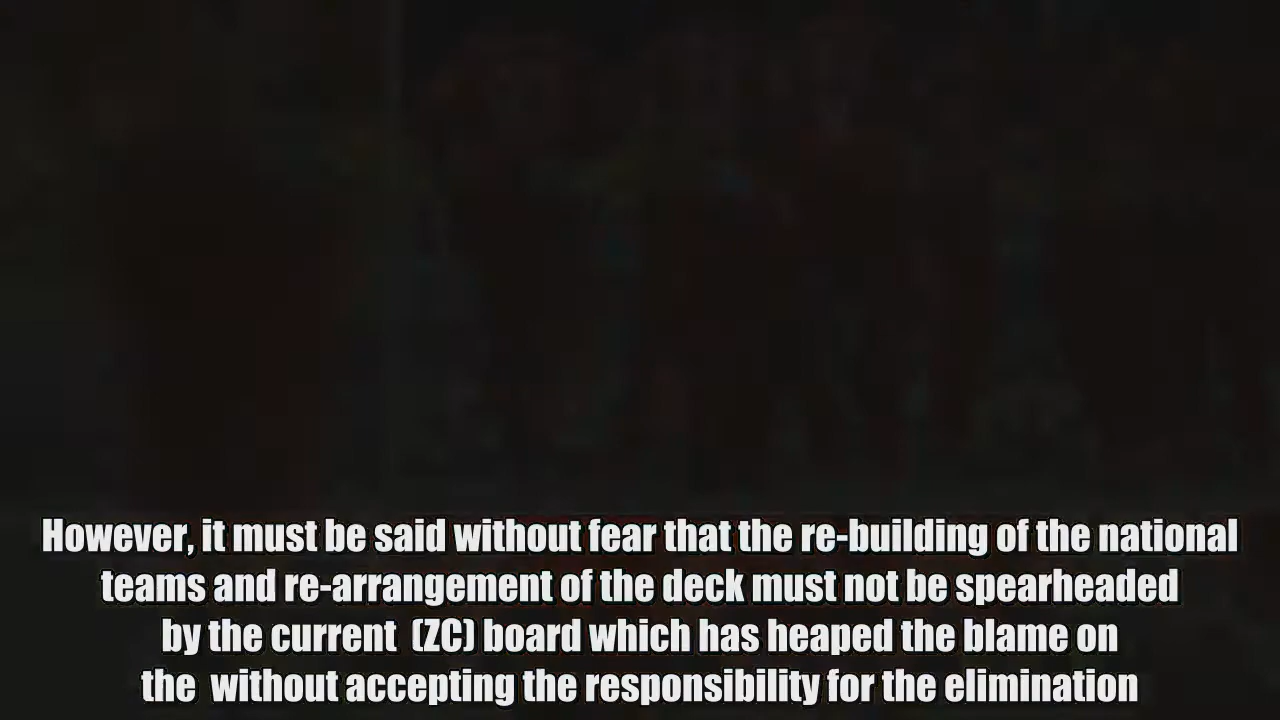 However, it must be said without fear that the re-building of the national
teams and re-arrangement of the deck must not be spearheaded
by the current  (ZC) board which has heaped the blame on
the  without accepting the responsibility for the elimination